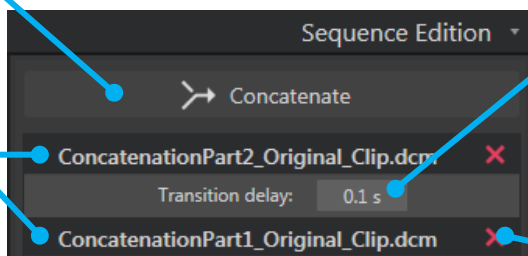 Sequence Edition
Concatenate
ConcatenationPart2_Original_Clip.dcm
Transition delay: 0.1 s
ConcatenationPart1_Original_Clip.dcm